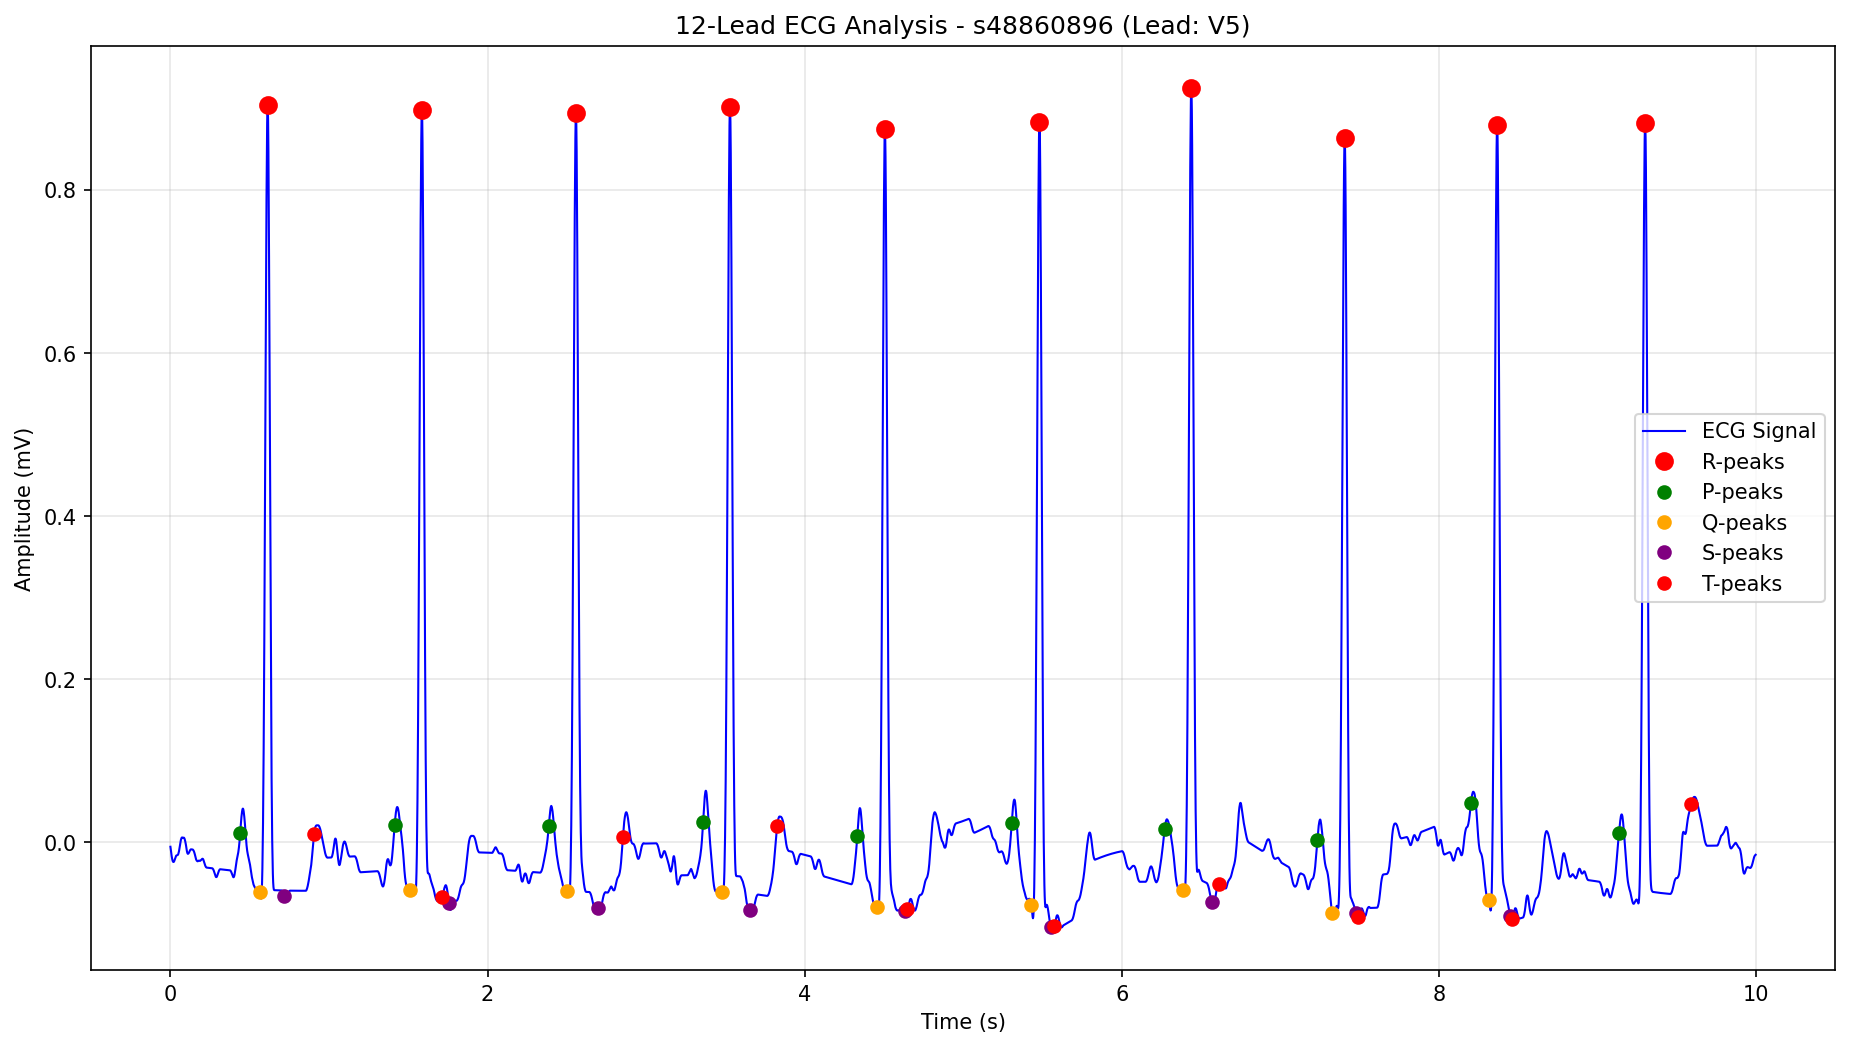 12-Lead ECG Analysis - s48860896 (Lead: V5)
Amplitude (mV)
0.8
0.6
0.4
0.2
0.0
ECG Signal
R-peaks
P-peaks
Q-peaks
S-peaks
T-peaks
0 2 4 6 8 10
Time (s)